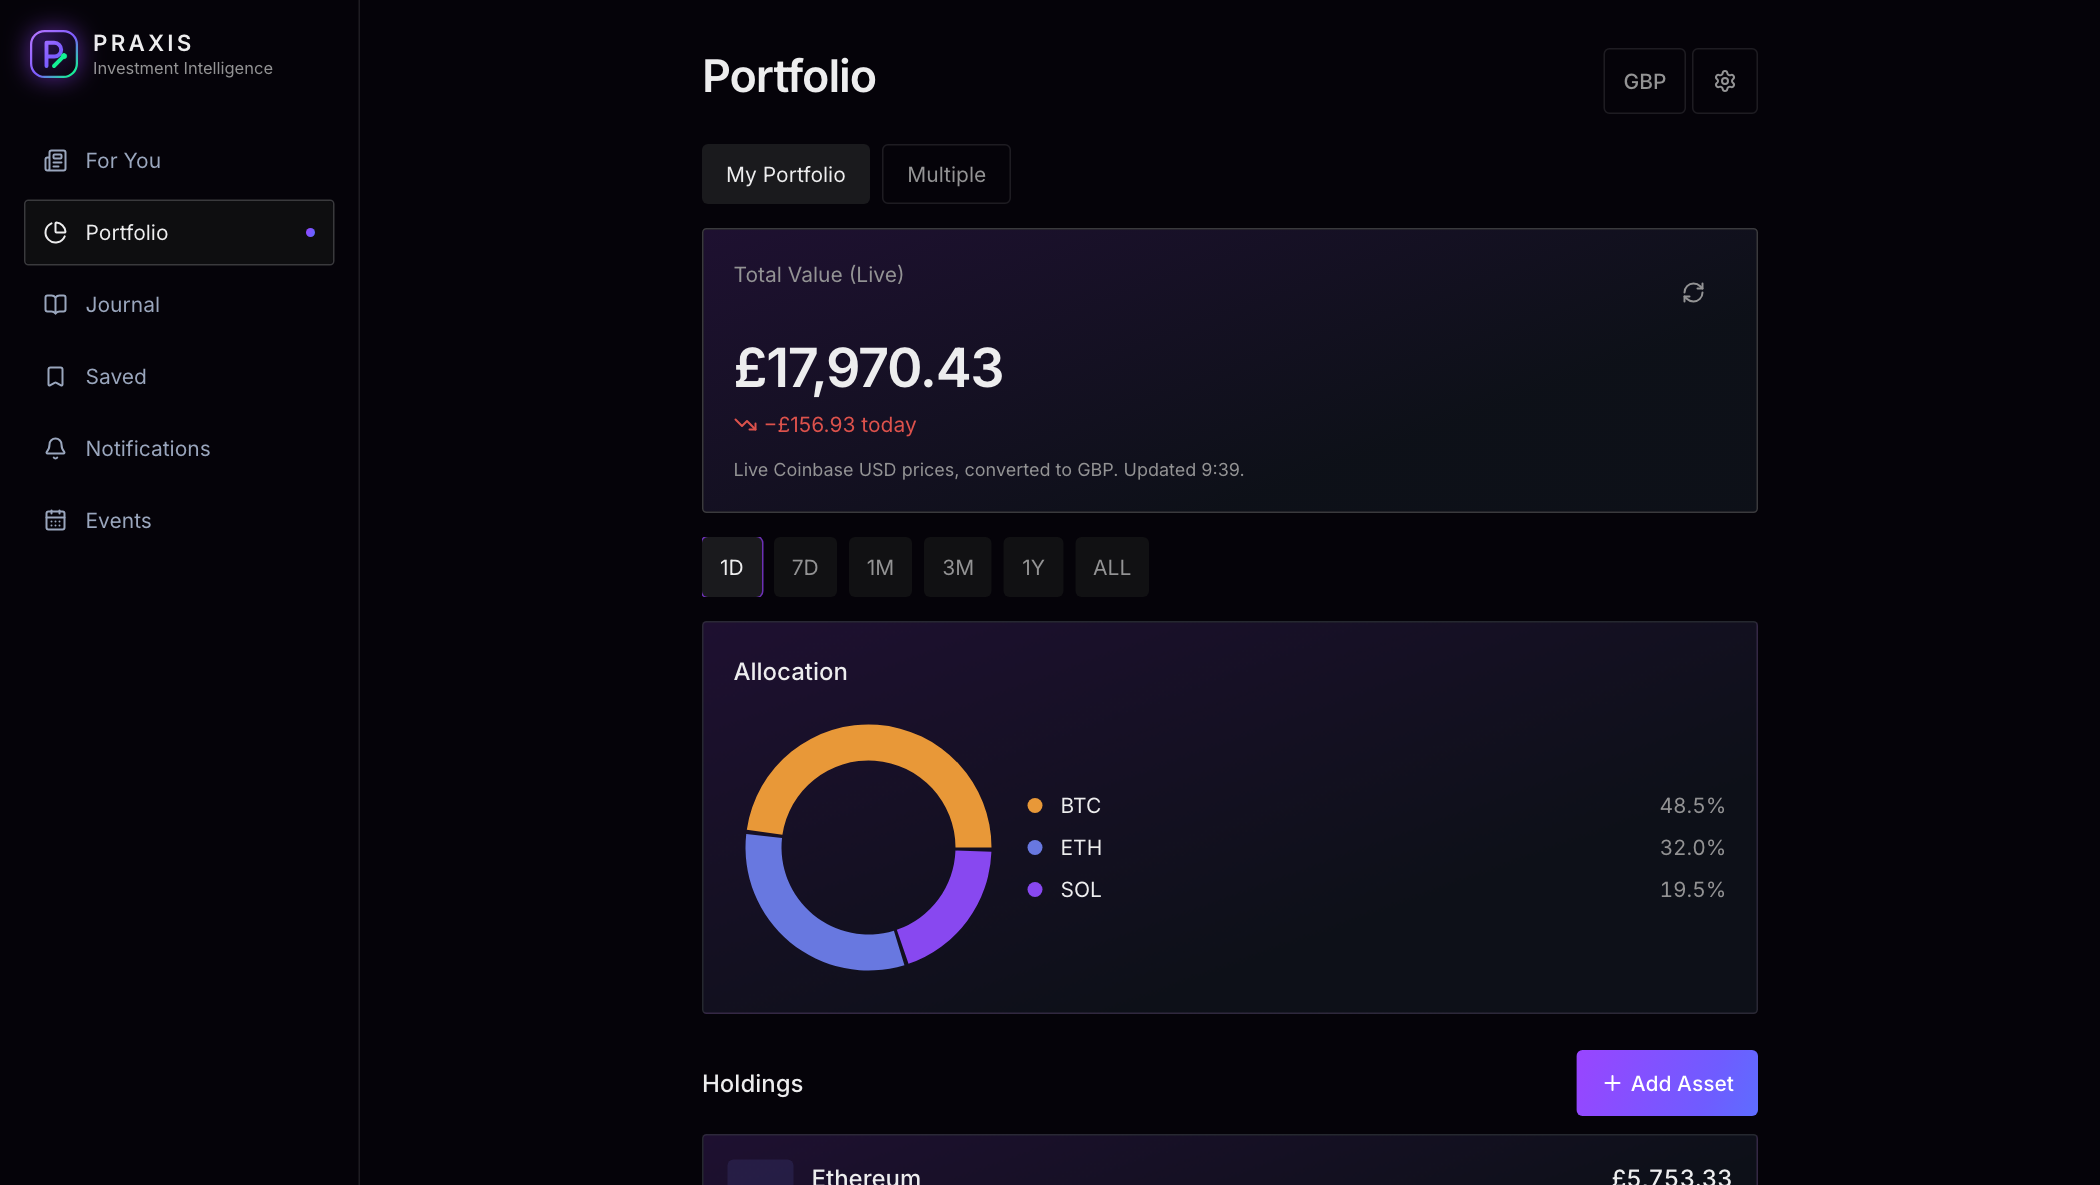 PRAXIS
Investment Intelligence
For You
Portfolio
Journal
Saved
Notifications
Events
Portfolio
GBP
My Portfolio
Multiple
Total Value (Live)
£17,970.43
−£156.93 today
Live Coinbase USD prices, converted to GBP. Updated 9:39.
1D
7D
1M
3M
1Y
ALL
Allocation
BTC 48.5%
ETH 32.0%
SOL 19.5%
Holdings
+ Add Asset
Ethereum £5,753.33